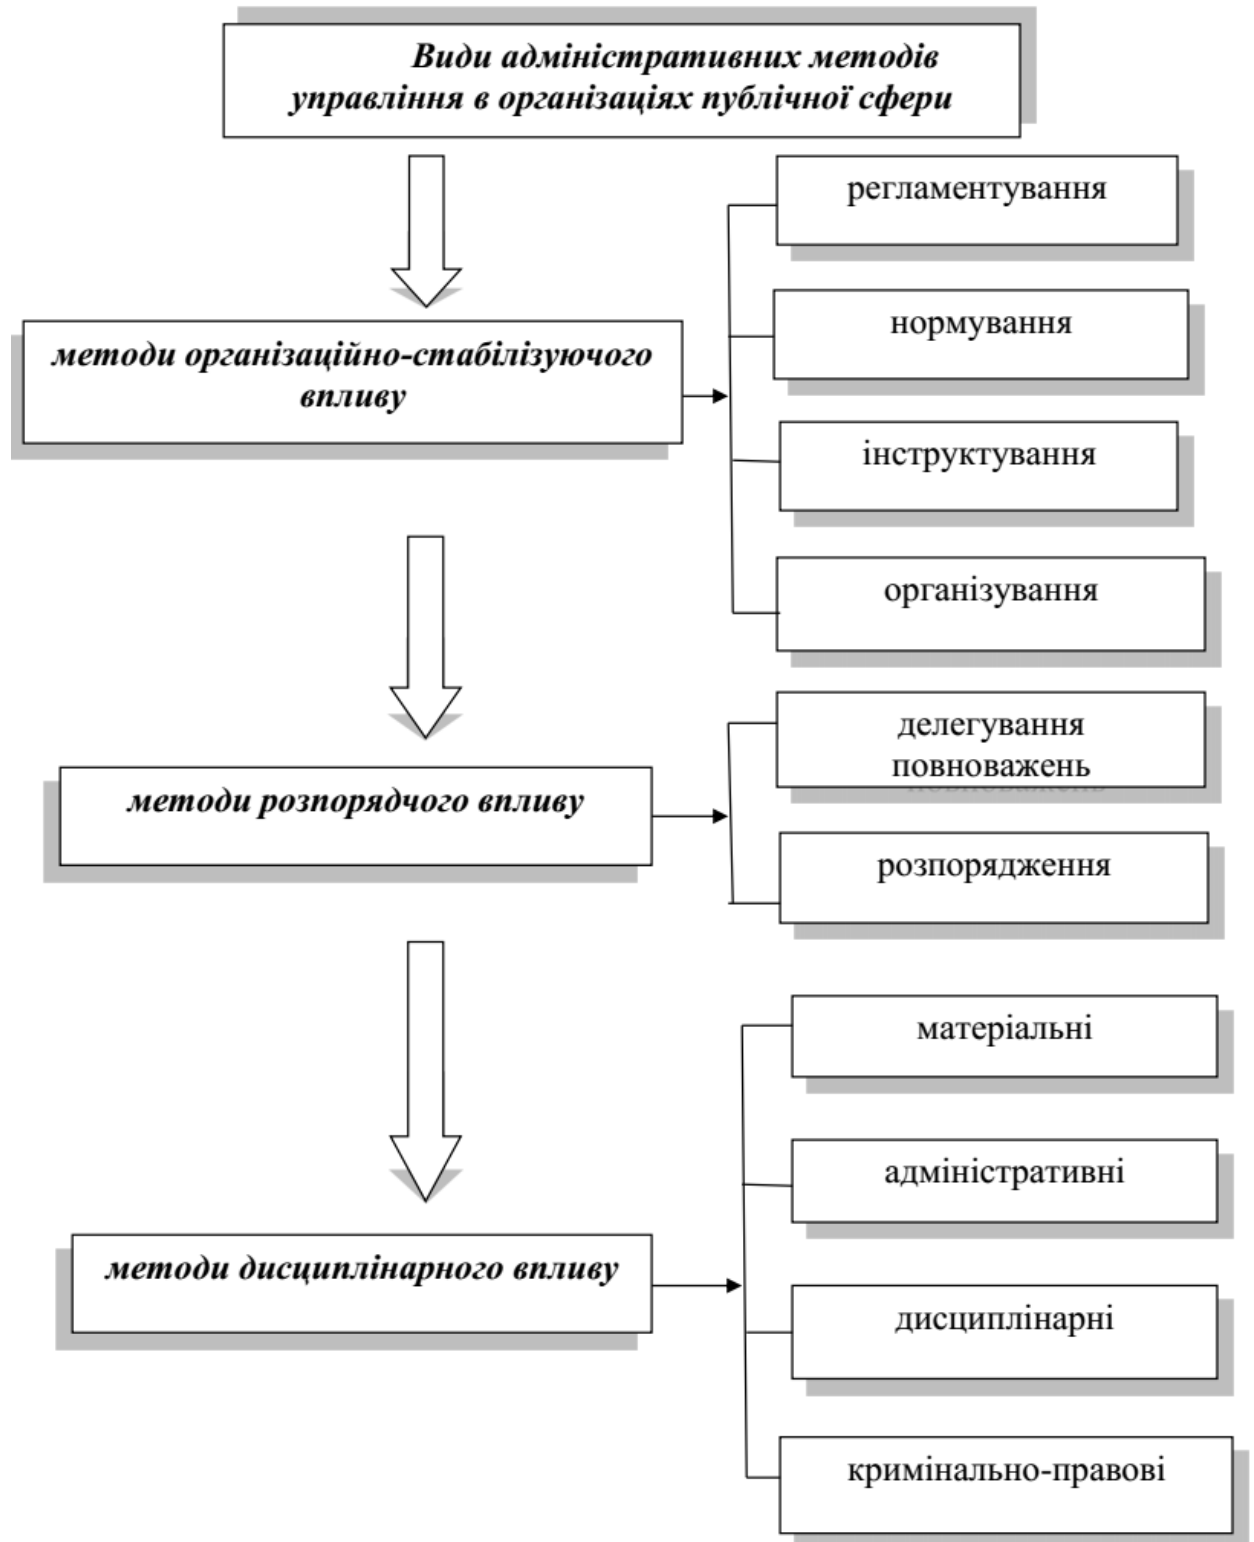 Види адміністративних методів
управління в організаціях публічної сфери
регламентування
нормування
методи організаційно-стабілізуючого
впливу
інструктування
організування
делегування
повноважень
методи розпорядчого впливу
розпорядження
матеріальні
адміністративні
методи дисциплінарного впливу
дисциплінарні
кримінально-правові